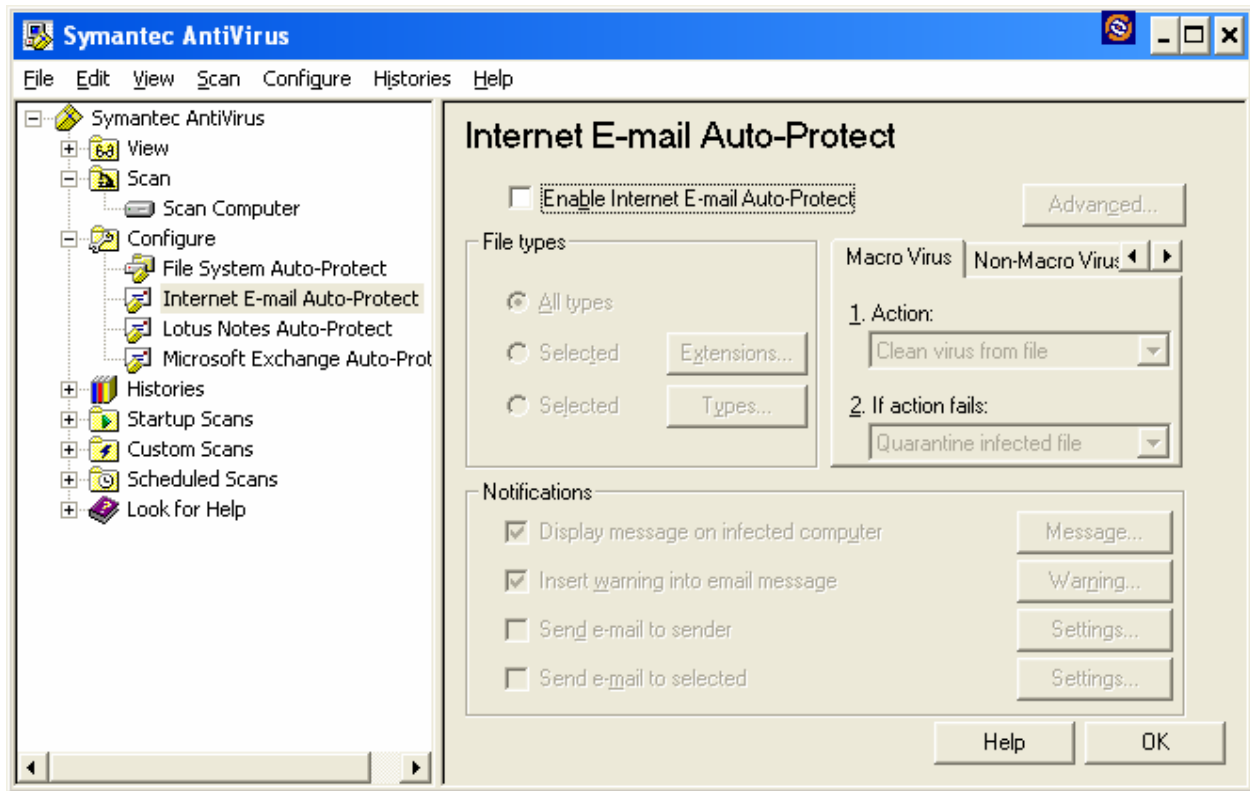 Symantec AntiVirus
File Edit View Scan Configure Histories Help
Symantec AntiVirus
View
Scan
Scan Computer
Configure
File System Auto-Protect
Internet E-mail Auto-Protect
Lotus Notes Auto-Protect
Microsoft Exchange Auto-Prot
Histories
Startup Scans
Custom Scans
Scheduled Scans
Look for Help
Internet E-mail Auto-Protect
Enable Internet E-mail Auto-Protect
Advanced...
File types
All types
Selected Extensions...
Selected Types...
Macro Virus Non-Macro Virus
1. Action:
Clean virus from file
2. If action fails:
Quarantine infected file
Notifications
Display message on infected computer Message...
Insert warning into email message Warning...
Send e-mail to sender Settings...
Send e-mail to selected Settings...
Help OK